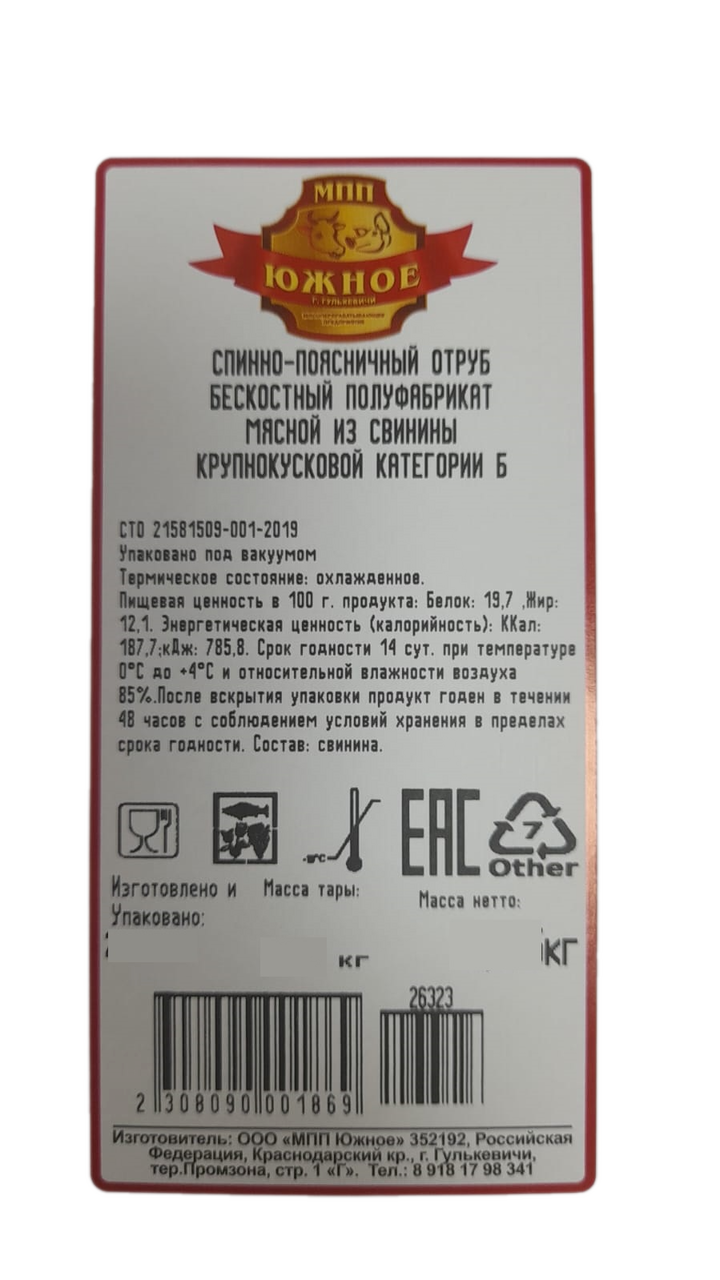 МПП
ЮЖНОЕ
Г. ГУЛЬКЕВИЧИ
МЯСОПЕРЕРАБАТЫВАЮЩЕЕ
ПРЕДПРИЯТИЕ
СПИННО-ПОЯСНИЧНЫЙ ОТРУБ
БЕСКОСТНЫЙ ПОЛУФАБРИКАТ
МЯСНОЙ ИЗ СВИНИНЫ
КРУПНОКУСКОВОЙ КАТЕГОРИИ Б
СТО 21581509-001-2019
Упаковано под вакуумом
Термическое состояние: охлажденное.
Пищевая ценность в 100 г. продукта: Белок: 19,7 ,Жир:
12,1. Энергетическая ценность (калорийность): ККал:
187,7;кДж: 785,8. Срок годности 14 сут. при температуре
0°С до +4°С и относительной влажности воздуха
85%.После вскрытия упаковки продукт годен в течении
48 часов с соблюдением условий хранения в пределах
срока годности. Состав: свинина.
EAC
7
Other
Изготовлено и Масса тары: Масса нетто:
Упаковано:
кг
кг
26323
2 308090 001869
Изготовитель: ООО «МПП Южное» 352192, Российская
Федерация, Краснодарский кр., г. Гулькевичи,
тер.Промзона, стр. 1 «Г». Тел.: 8 918 17 98 341